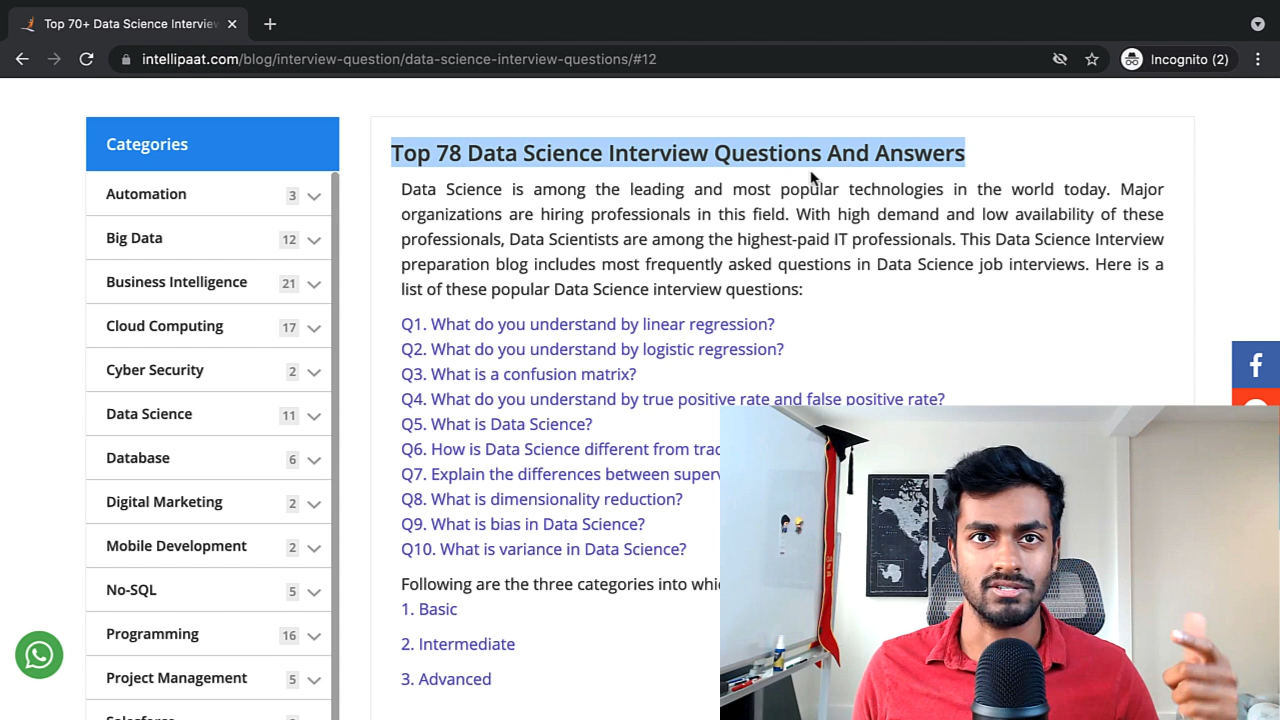 Top 70+ Data Science Interview
intellipaat.com/blog/interview-question/data-science-interview-questions/#12
Incognito (2)
Categories
Automation 3
Big Data 12
Business Intelligence 21
Cloud Computing 17
Cyber Security 2
Data Science 11
Database 6
Digital Marketing 2
Mobile Development 2
No-SQL 5
Programming 16
Project Management 5
Top 78 Data Science Interview Questions And Answers
Data Science is among the leading and most popular technologies in the world today. Major
organizations are hiring professionals in this field. With high demand and low availability of these
professionals, Data Scientists are among the highest-paid IT professionals. This Data Science Interview
preparation blog includes most frequently asked questions in Data Science job interviews. Here is a
list of these popular Data Science interview questions:
Q1. What do you understand by linear regression?
Q2. What do you understand by logistic regression?
Q3. What is a confusion matrix?
Q4. What do you understand by true positive rate and false positive rate?
Q5. What is Data Science?
Q6. How is Data Science different from
Q7. Explain the differences between
Q8. What is dimensionality reduction?
Q9. What is bias in Data Science?
Q10. What is variance in Data Science?
Following are the three categories into
1. Basic
2. Intermediate
3. Advanced